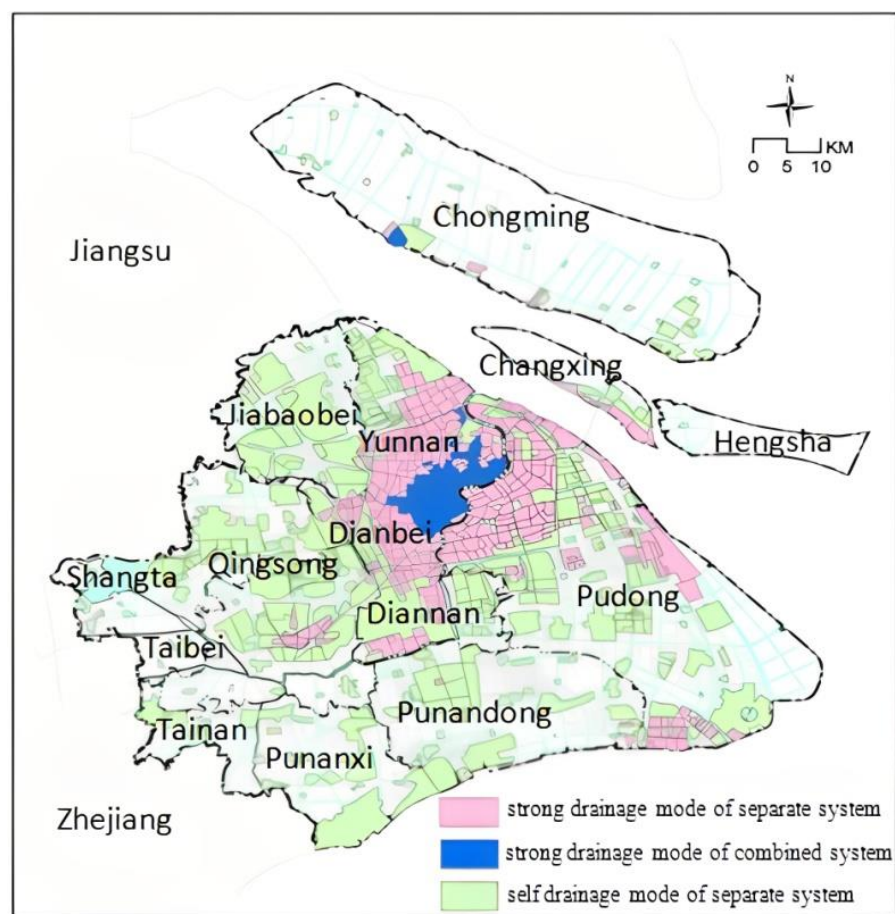 N
KM
0 5 10
Chongming
Jiangsu
Changxing
Jiabaobei
Yunnan
Hengsha
Dianbei
Qingsong
Shangta
Pudong
Diannan
Taibei
Punandong
Tainan
Punanxi
Zhejiang
strong drainage mode of separate system
strong drainage mode of combined system
self drainage mode of separate system